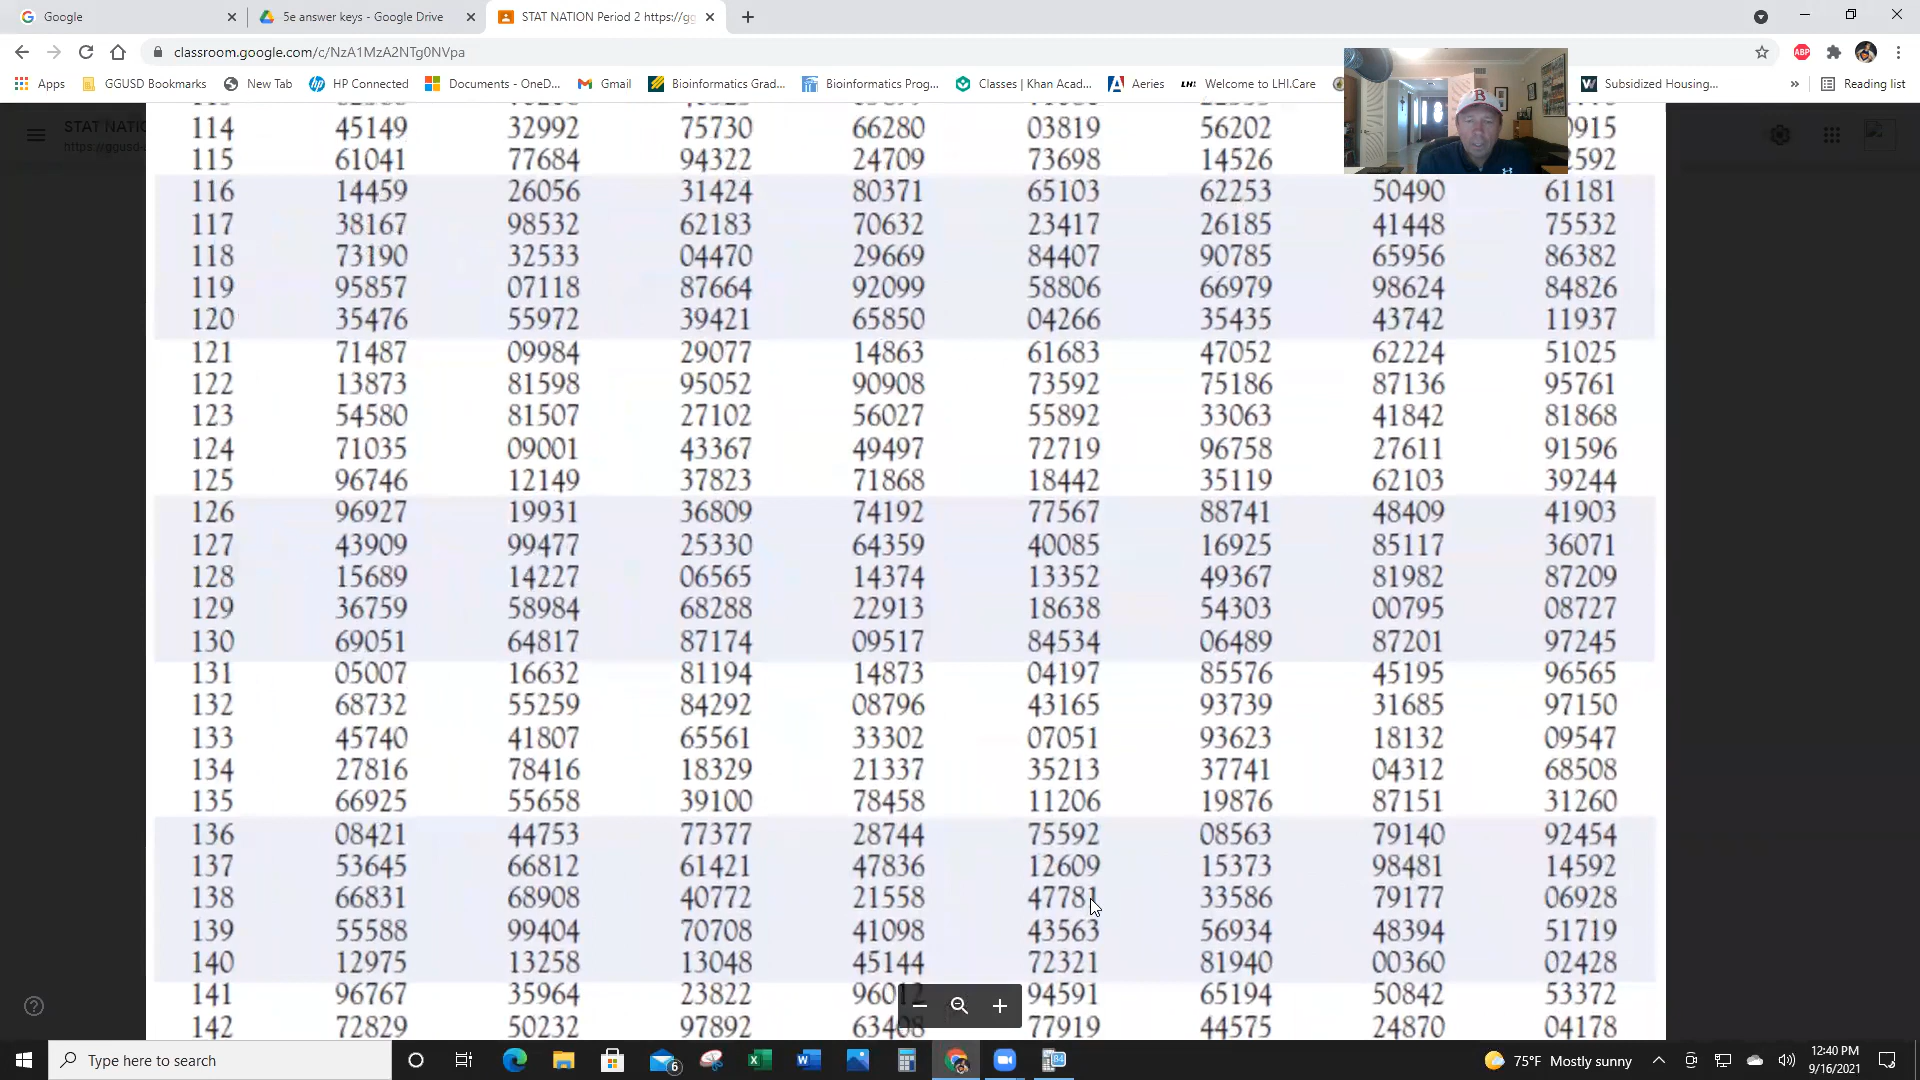 Google
5e answer keys - Google Drive
STAT NATION Period 2 https://gg
classroom.google.com/c/NzA1MzA2NTg0NVpa
ABP
Apps
GGUSD Bookmarks
New Tab
HP Connected
Documents - OneD...
Gmail
Bioinformatics Grad...
Bioinformatics Prog...
Classes | Khan Acad...
Aeries
LHI. Welcome to LHI.Care
Subsidized Housing...
»
Reading list
STAT NATIO
https://ggusd-
B
114 45149 32992 75730 66280 03819 56202 0915
115 61041 77684 94322 24709 73698 14526 2592
116 14459 26056 31424 80371 65103 62253 50490 61181
117 38167 98532 62183 70632 23417 26185 41448 75532
118 73190 32533 04470 29669 84407 90785 65956 86382
119 95857 07118 87664 92099 58806 66979 98624 84826
120 35476 55972 39421 65850 04266 35435 43742 11937
121 71487 09984 29077 14863 61683 47052 62224 51025
122 13873 81598 95052 90908 73592 75186 87136 95761
123 54580 81507 27102 56027 55892 33063 41842 81868
124 71035 09001 43367 49497 72719 96758 27611 91596
125 96746 12149 37823 71868 18442 35119 62103 39244
126 96927 19931 36809 74192 77567 88741 48409 41903
127 43909 99477 25330 64359 40085 16925 85117 36071
128 15689 14227 06565 14374 13352 49367 81982 87209
129 36759 58984 68288 22913 18638 54303 00795 08727
130 69051 64817 87174 09517 84534 06489 87201 97245
131 05007 16632 81194 14873 04197 85576 45195 96565
132 68732 55259 84292 08796 43165 93739 31685 97150
133 45740 41807 65561 33302 07051 93623 18132 09547
134 27816 78416 18329 21337 35213 37741 04312 68508
135 66925 55658 39100 78458 11206 19876 87151 31260
136 08421 44753 77377 28744 75592 08563 79140 92454
137 53645 66812 61421 47836 12609 15373 98481 14592
138 66831 68908 40772 21558 47781 33586 79177 06928
139 55588 99404 70708 41098 43563 56934 48394 51719
140 12975 13258 13048 45144 72321 81940 00360 02428
141 96767 35964 23822 96012 94591 65194 50842 53372
142 72829 50232 97892 63408 77919 44575 24870 04178
Type here to search
6
84
75°F Mostly sunny
12:40 PM
9/16/2021